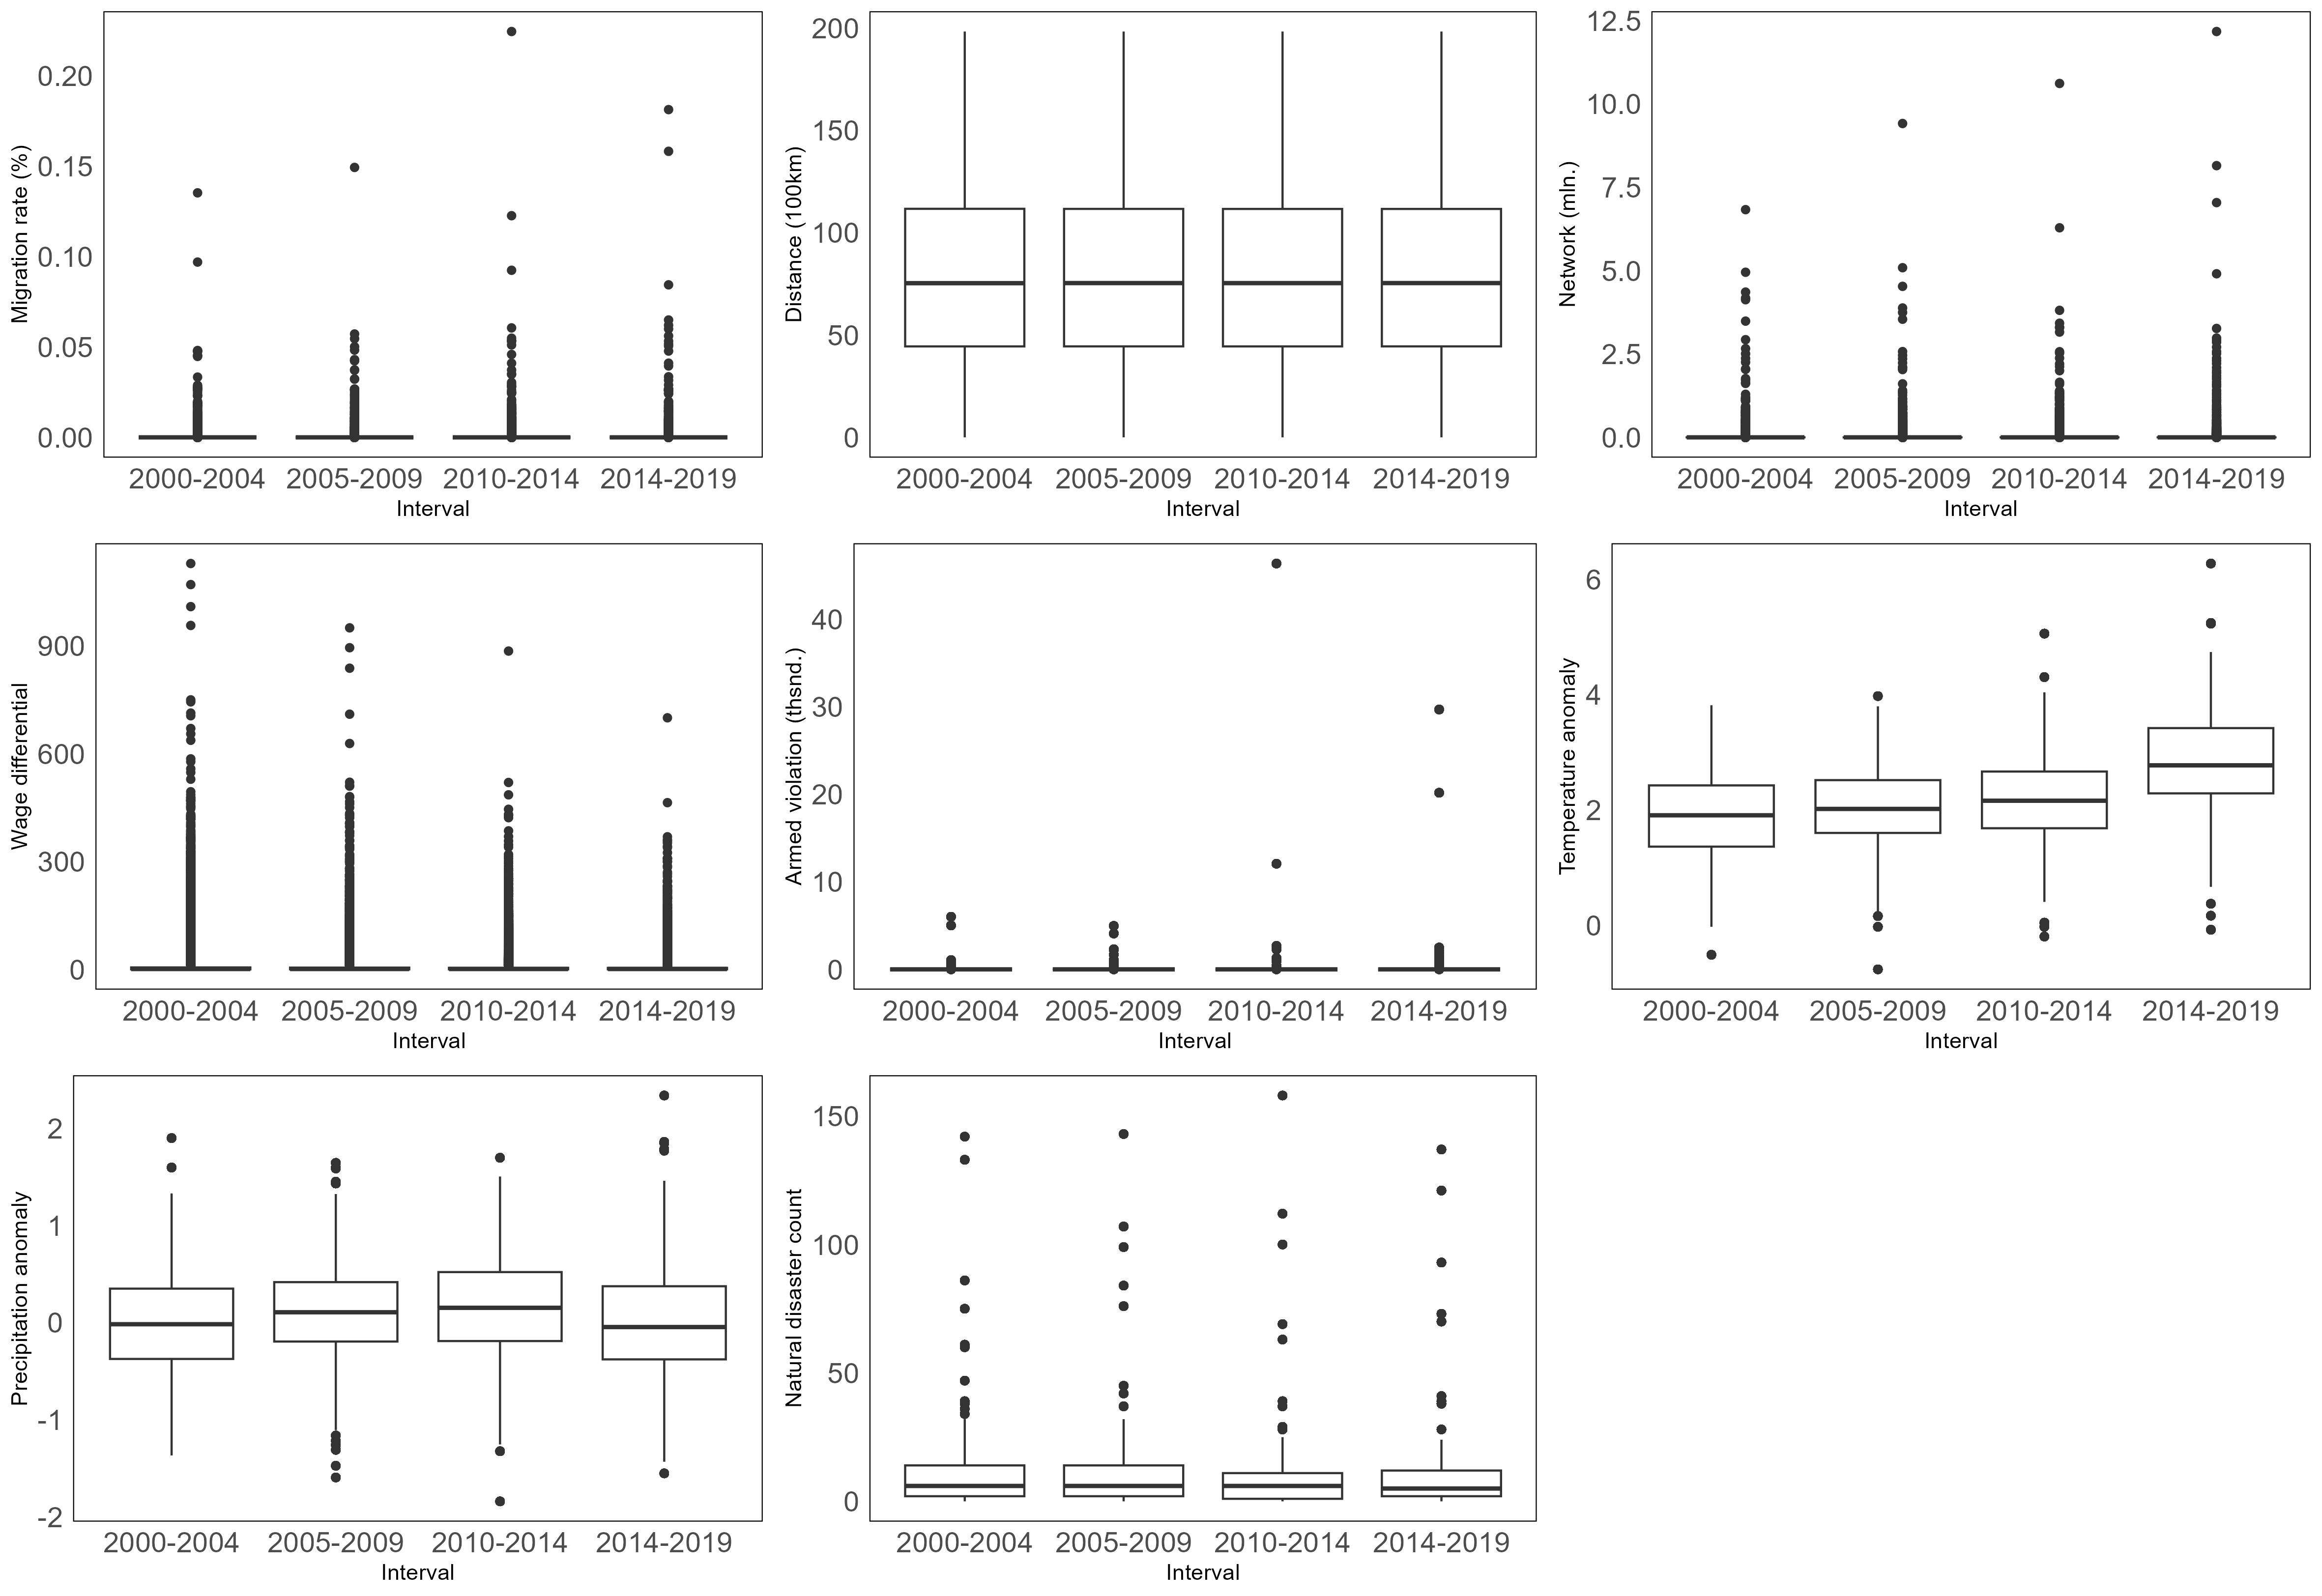 Migration rate (%)
0.20
0.15
0.10
0.05
0.00
2000-2004 2005-2009 2010-2014 2014-2019
Interval
Distance (100km)
200
150
100
50
0
2000-2004 2005-2009 2010-2014 2014-2019
Interval
Network (mln.)
12.5
10.0
7.5
5.0
2.5
0.0
2000-2004 2005-2009 2010-2014 2014-2019
Interval
Wage differential
900
600
300
0
2000-2004 2005-2009 2010-2014 2014-2019
Interval
Armed violation (thsnd.)
40
30
20
10
0
2000-2004 2005-2009 2010-2014 2014-2019
Interval
Temperature anomaly
6
4
2
0
2000-2004 2005-2009 2010-2014 2014-2019
Interval
Precipitation anomaly
2
1
0
-1
-2
2000-2004 2005-2009 2010-2014 2014-2019
Interval
Natural disaster count
150
100
50
0
2000-2004 2005-2009 2010-2014 2014-2019
Interval